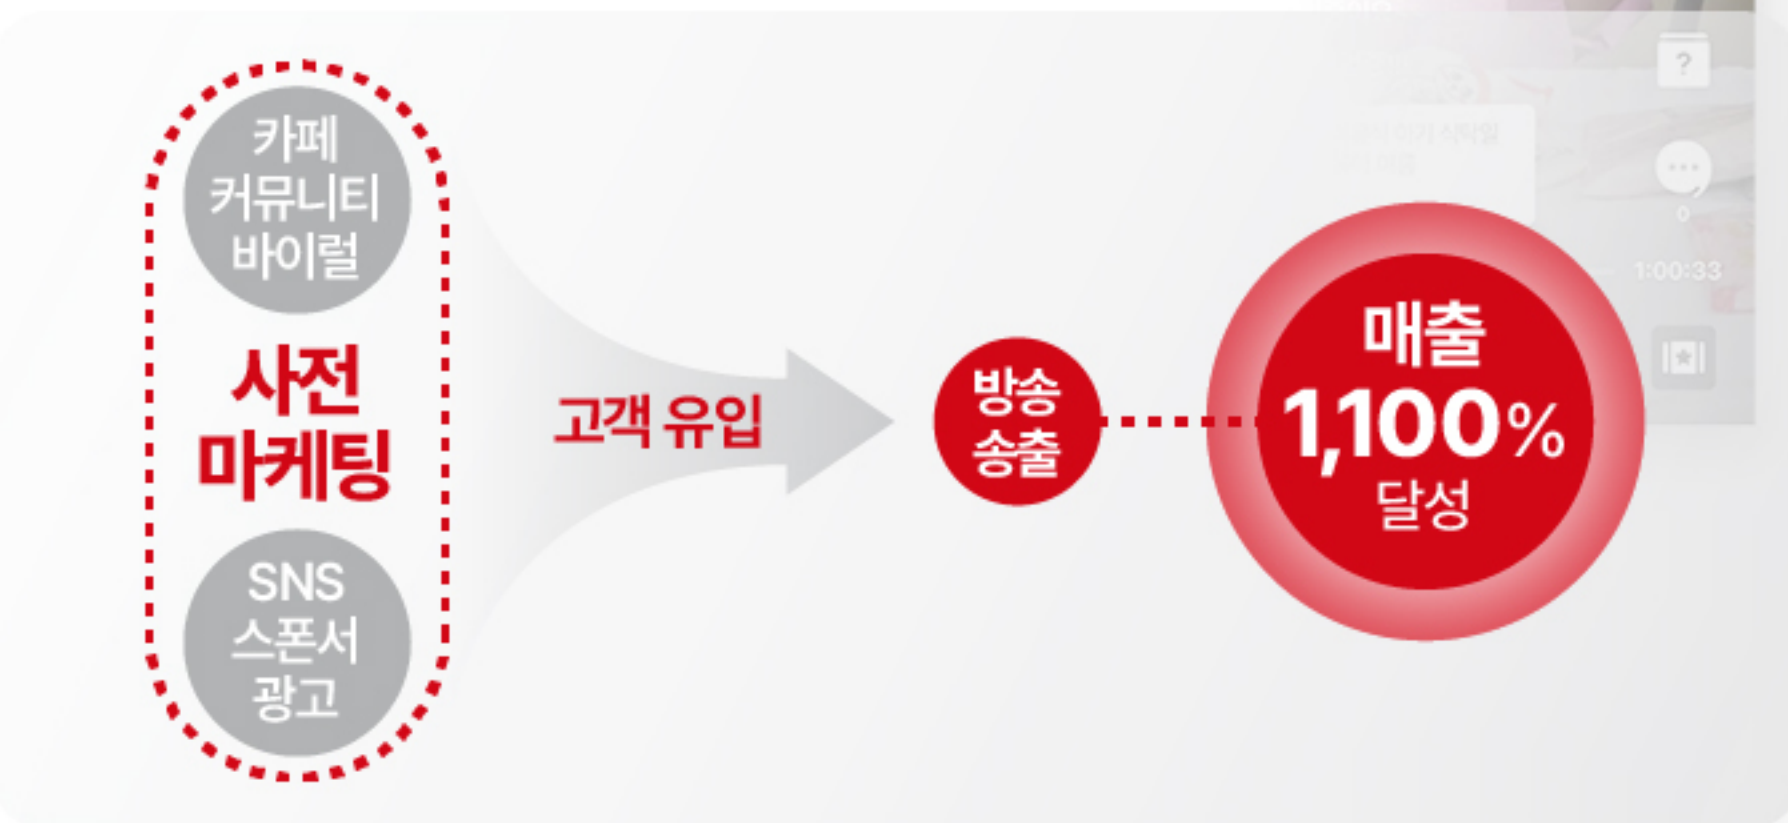 카페
커뮤니티
바이럴
사전
마케팅
SNS
스폰서
광고
고객 유입
방송
송출
매출
1,100%
달성
?
0
1:00:33